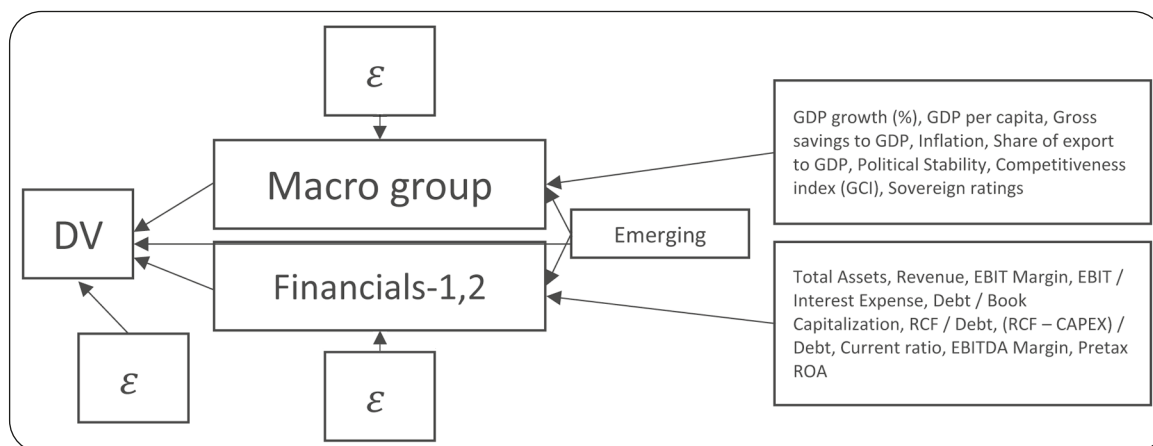 ε
GDP growth (%), GDP per capita, Gross
savings to GDP, Inflation, Share of export
to GDP, Political Stability, Competitiveness
index (GCI), Sovereign ratings
Macro group
DV
Emerging
Financials-1,2
Total Assets, Revenue, EBIT Margin, EBIT /
Interest Expense, Debt / Book
Capitalization, RCF / Debt, (RCF – CAPEX) /
Debt, Current ratio, EBITDA Margin, Pretax
ROA
ε
ε